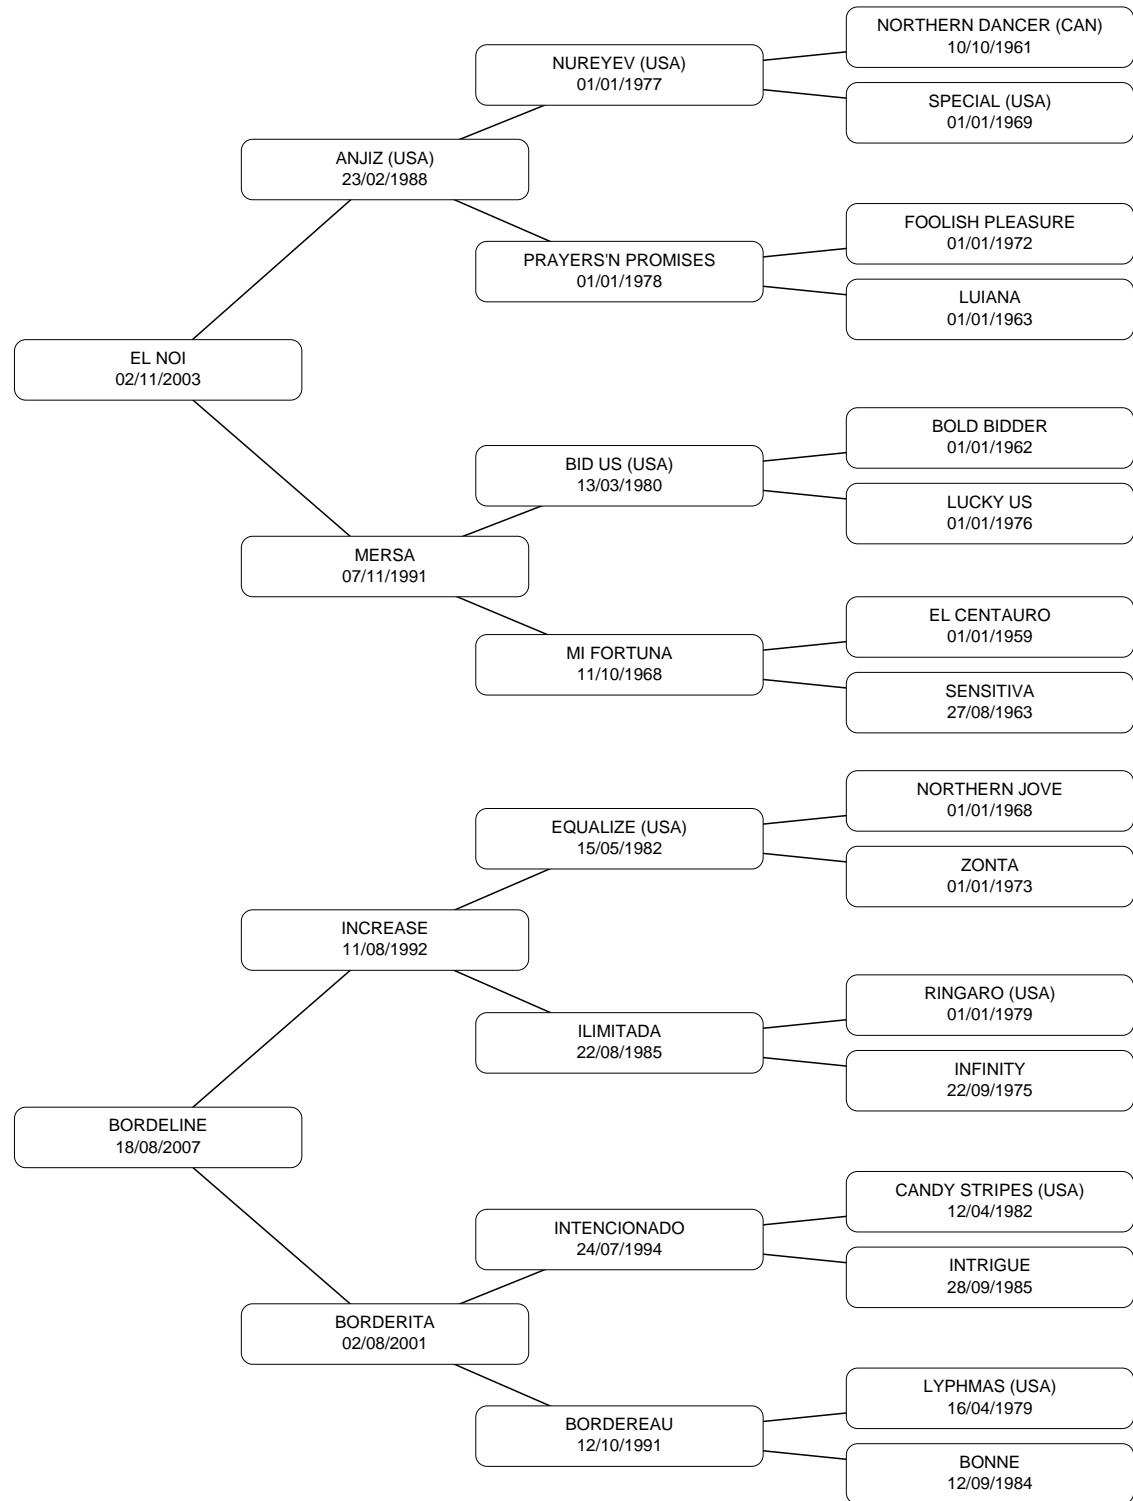 NORTHERN DANCER (CAN)
10/10/1961
NUREYEV (USA)
01/01/1977
SPECIAL (USA)
01/01/1969
ANJIZ (USA)
23/02/1988
FOOLISH PLEASURE
01/01/1972
PRAYERS'N PROMISES
01/01/1978
LUIANA
01/01/1963
EL NOI
02/11/2003
BOLD BIDDER
01/01/1962
BID US (USA)
13/03/1980
LUCKY US
01/01/1976
MERSA
07/11/1991
EL CENTAURO
01/01/1959
MI FORTUNA
11/10/1968
SENSITIVA
27/08/1963
NORTHERN JOVE
01/01/1968
EQUALIZE (USA)
15/05/1982
ZONTA
01/01/1973
INCREASE
11/08/1992
RINGARO (USA)
01/01/1979
ILIMITADA
22/08/1985
INFINITY
22/09/1975
BORDELINE
18/08/2007
CANDY STRIPES (USA)
12/04/1982
INTENCIONADO
24/07/1994
INTRIGUE
28/09/1985
BORDERITA
02/08/2001
LYPHMAS (USA)
16/04/1979
BORDEREAU
12/10/1991
BONNE
12/09/1984